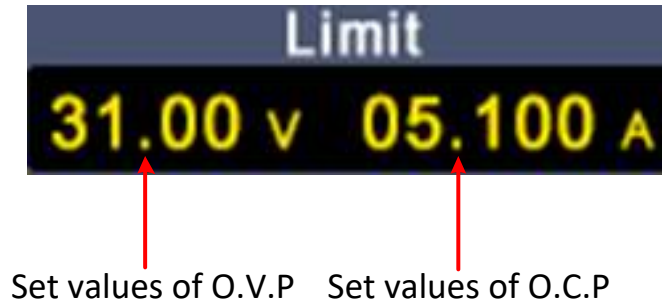 Limit
31.00 V 05.100 A
Set values of O.V.P Set values of O.C.P